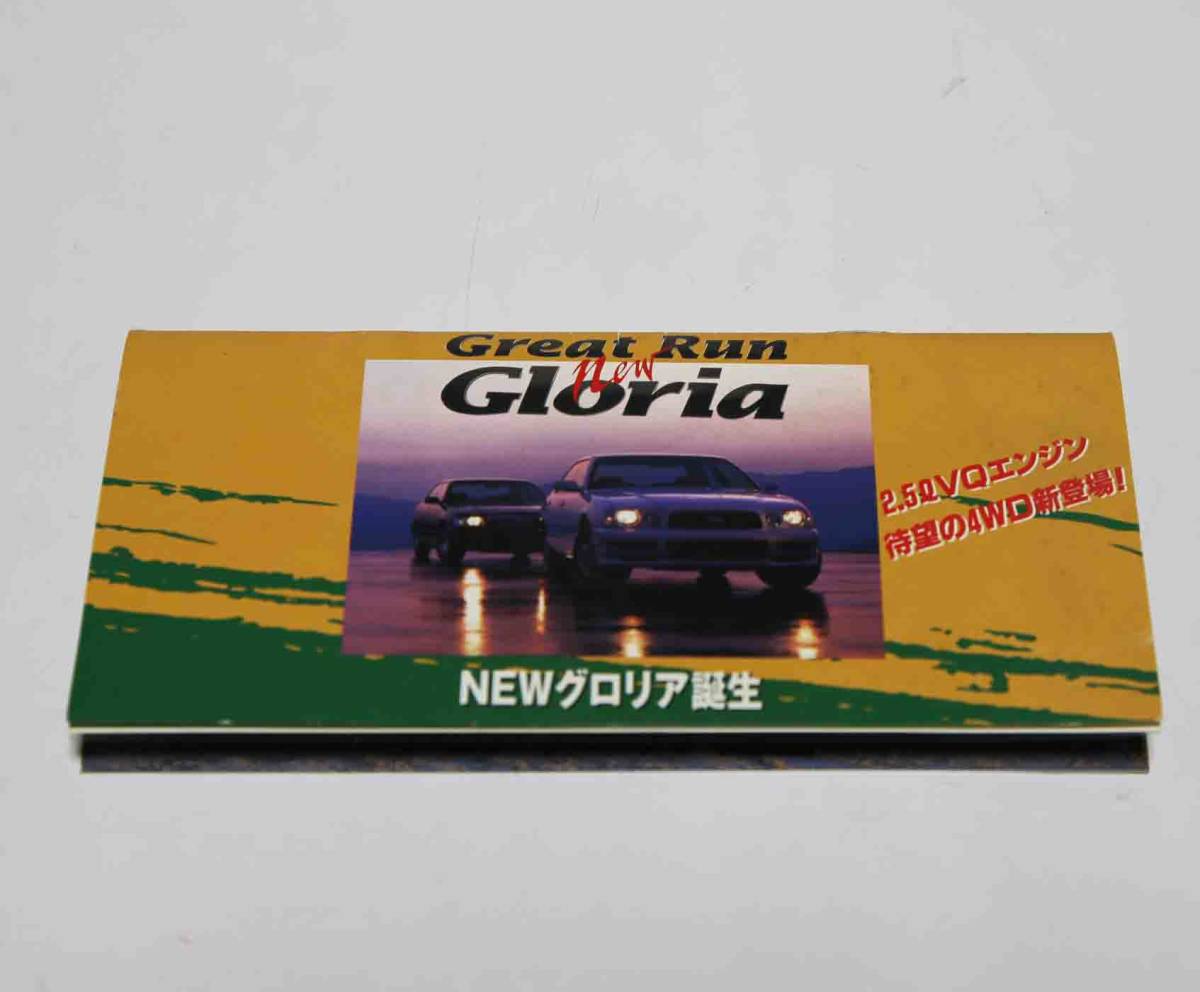 Great Run
new
Gloria
2.5ℓVQエンジン
待望の4WD新登場!
NEWグロリア誕生